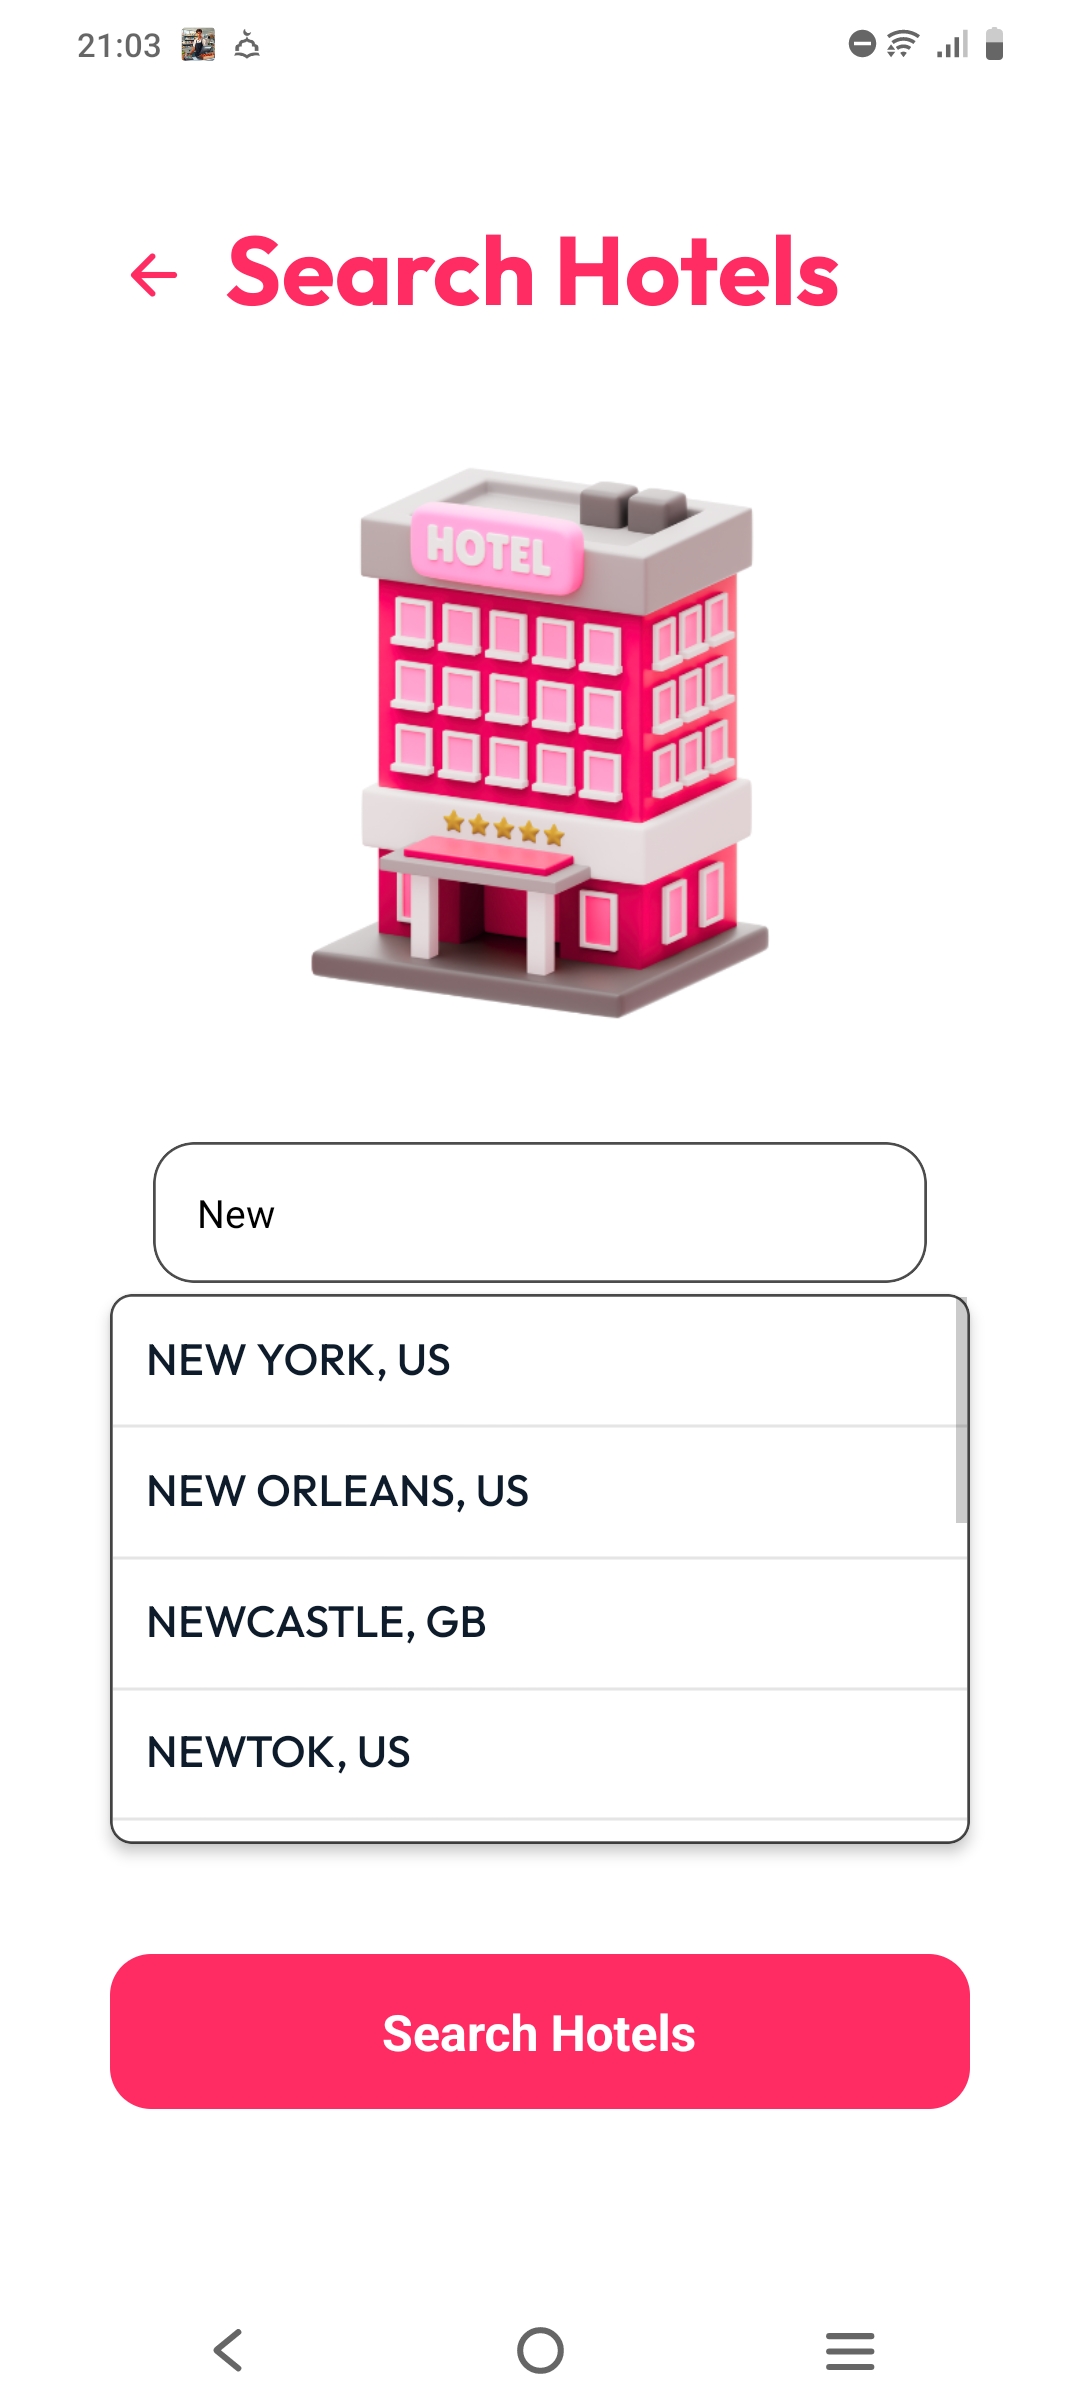 21:03
Search Hotels
HOTEL
New
NEW YORK, US
NEW ORLEANS, US
NEWCASTLE, GB
NEWTOK, US
Search Hotels